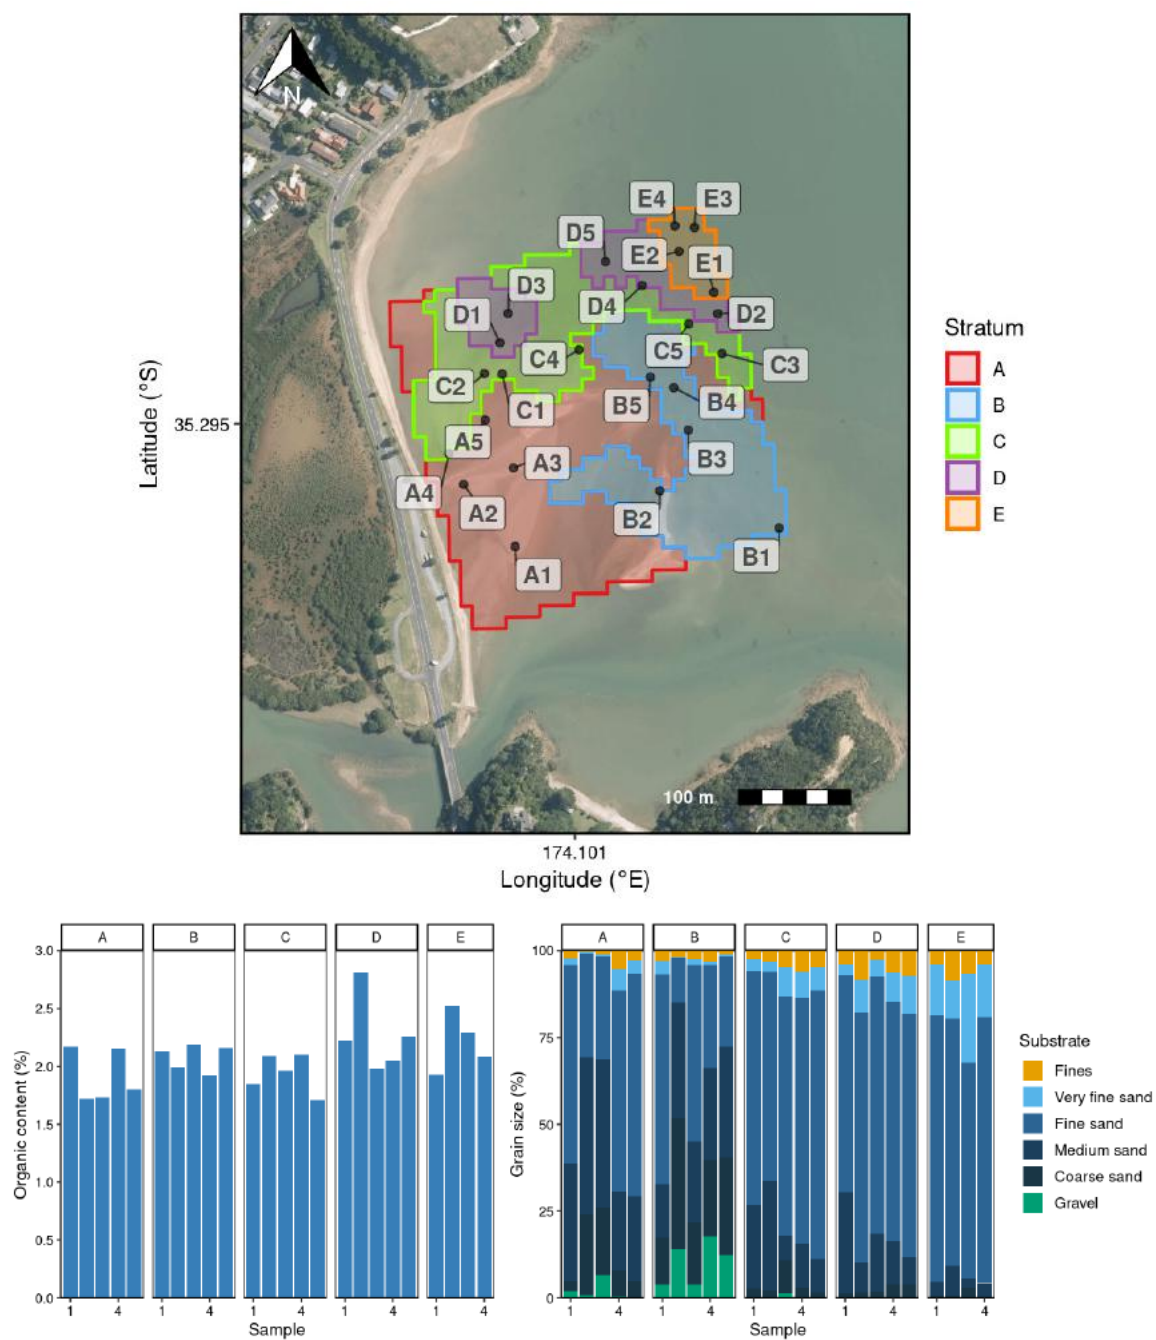 N
E4
E3
D5
E2
E1
D3
D1
D4
D2
C4
C5
C3
C2
C1
B5
B4
A5
A3
B3
A4
A2
B2
B1
A1
100 m
Latitude (°S)
35.295
174.101
Longitude (°E)
Stratum
A
B
C
D
E
A B C D E
Organic content (%)
3.0
2.5
2.0
1.5
1.0
0.5
0.0
1 4 1 4 1 4 1 4 1 4
Sample
A B C D E
Grain size (%)
100
75
50
25
0
1 4 1 4 1 4 1 4 1 4
Sample
Substrate
Fines
Very fine sand
Fine sand
Medium sand
Coarse sand
Gravel